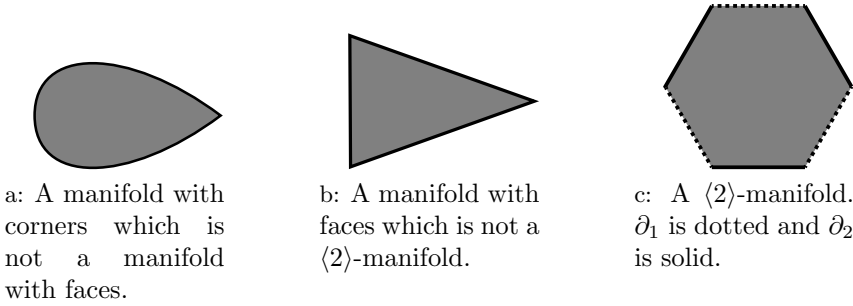 a: A manifold with
corners which is
not a manifold
with faces.
b: A manifold with
faces which is not a
⟨2⟩-manifold.
c: A ⟨2⟩-manifold.
∂₁ is dotted and ∂₂
is solid.